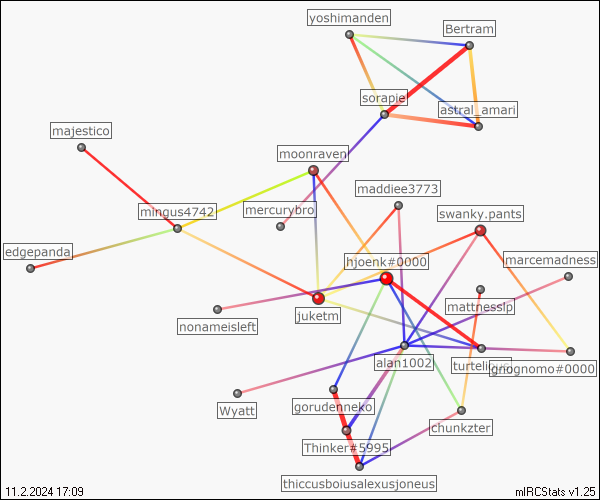 yoshimanden
Bertram
sorapie
astral_amari
majestico
moonraven
maddiee3773
mingus4742
mercurybro
swanky.pants
edgepanda
hjoenk#0000
marcemadness
nonameisleft
juketm
mattnesslp
alan1002
gnognomo#0000
Wyatt
gorudenneko
chunkzter
Thinker#5995
thiccusboiusalexusjoneus
11.2.2024 17:09
mIRCStats v1.25